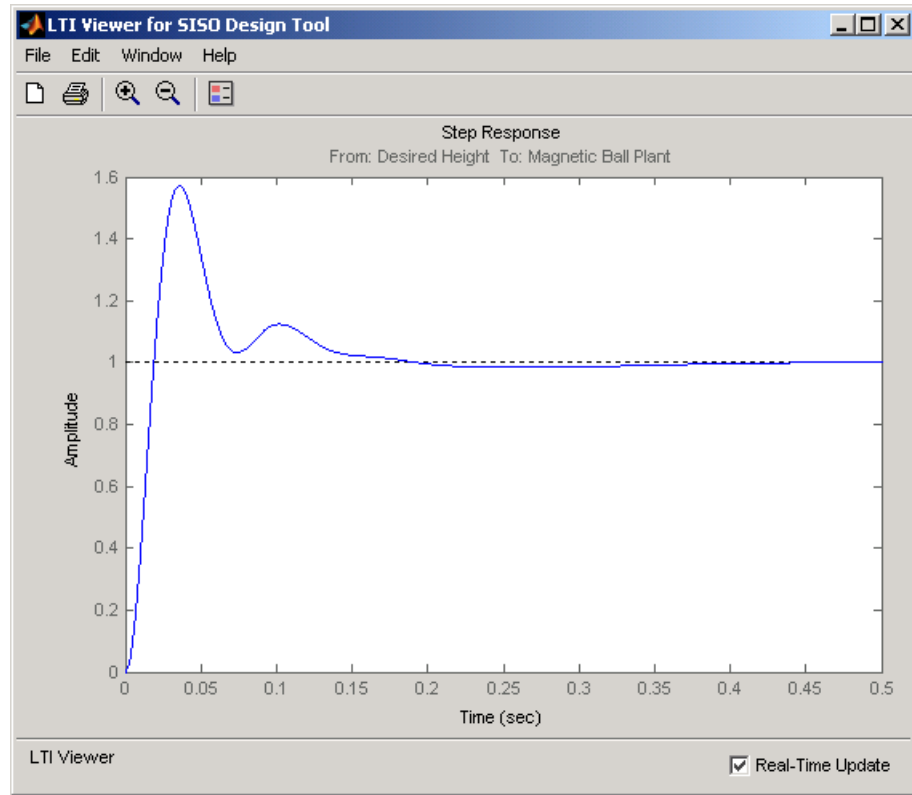 LTI Viewer for SISO Design Tool
File Edit Window Help
Step Response
From: Desired Height To: Magnetic Ball Plant
1.6
1.4
1.2
1
0.8
0.6
0.4
0.2
0
Amplitude
0 0.05 0.1 0.15 0.2 0.25 0.3 0.35 0.4 0.45 0.5
Time (sec)
LTI Viewer
Real-Time Update